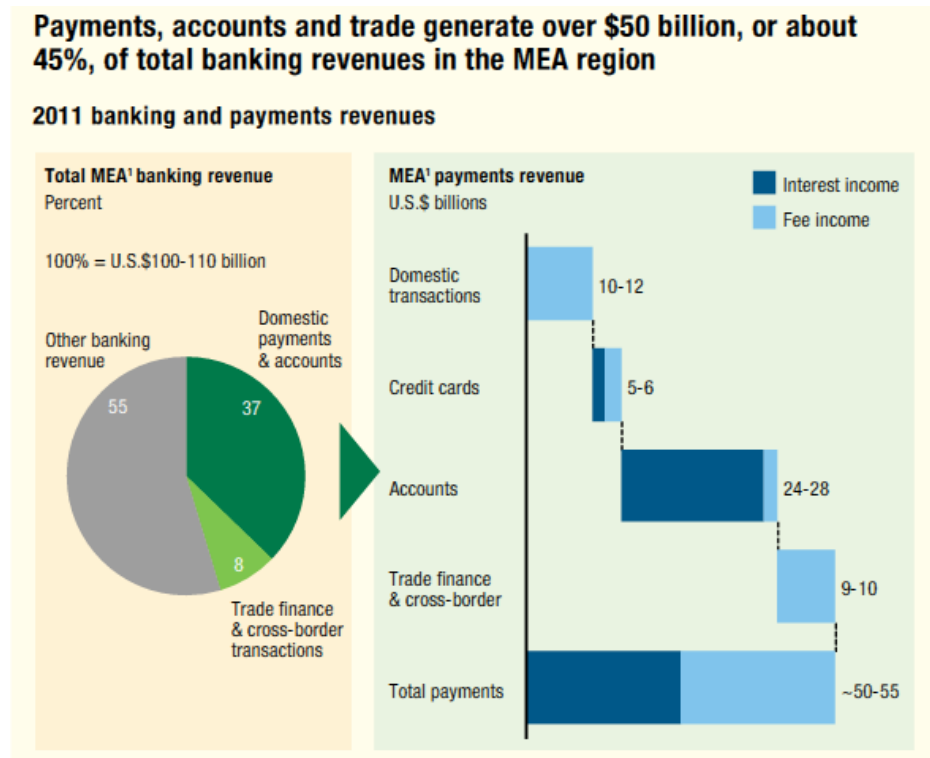 Payments, accounts and trade generate over $50 billion, or about
45%, of total banking revenues in the MEA region
2011 banking and payments revenues
Total MEA¹ banking revenue
Percent
100% = U.S.$100-110 billion
Other banking
revenue
Domestic
payments
& accounts
55
37
8
Trade finance
& cross-border
transactions
MEA¹ payments revenue
U.S.$ billions
Interest income
Fee income
Domestic
transactions
10-12
Credit cards
5-6
Accounts
24-28
Trade finance
& cross-border
9-10
Total payments
~50-55